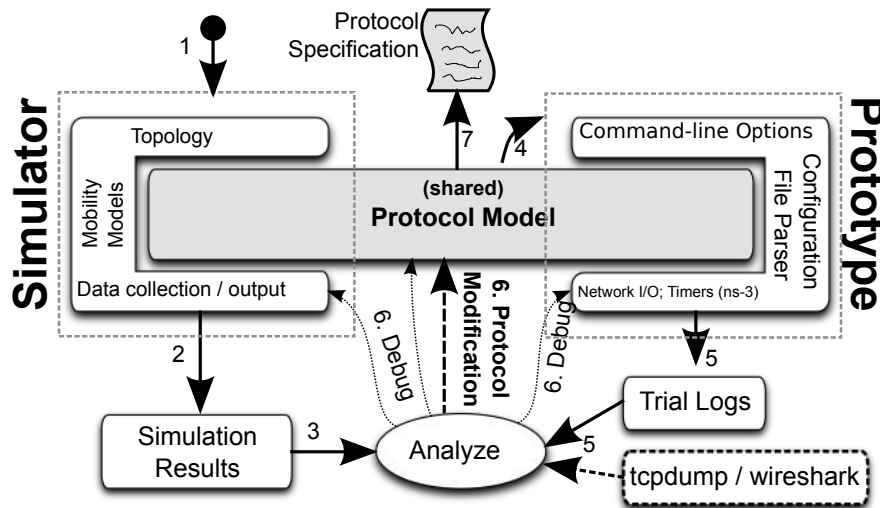 Protocol
Specification
1
7
4
Simulator
Prototype
Topology
Mobility
Models
Data collection / output
(shared)
Protocol Model
Command-line Options
Configuration
File Parser
Network I/O; Timers (ns-3)
2
6. Debug
6. Protocol
Modification
6. Debug
5
Simulation
Results
3
Analyze
5
Trial Logs
tcpdump / wireshark